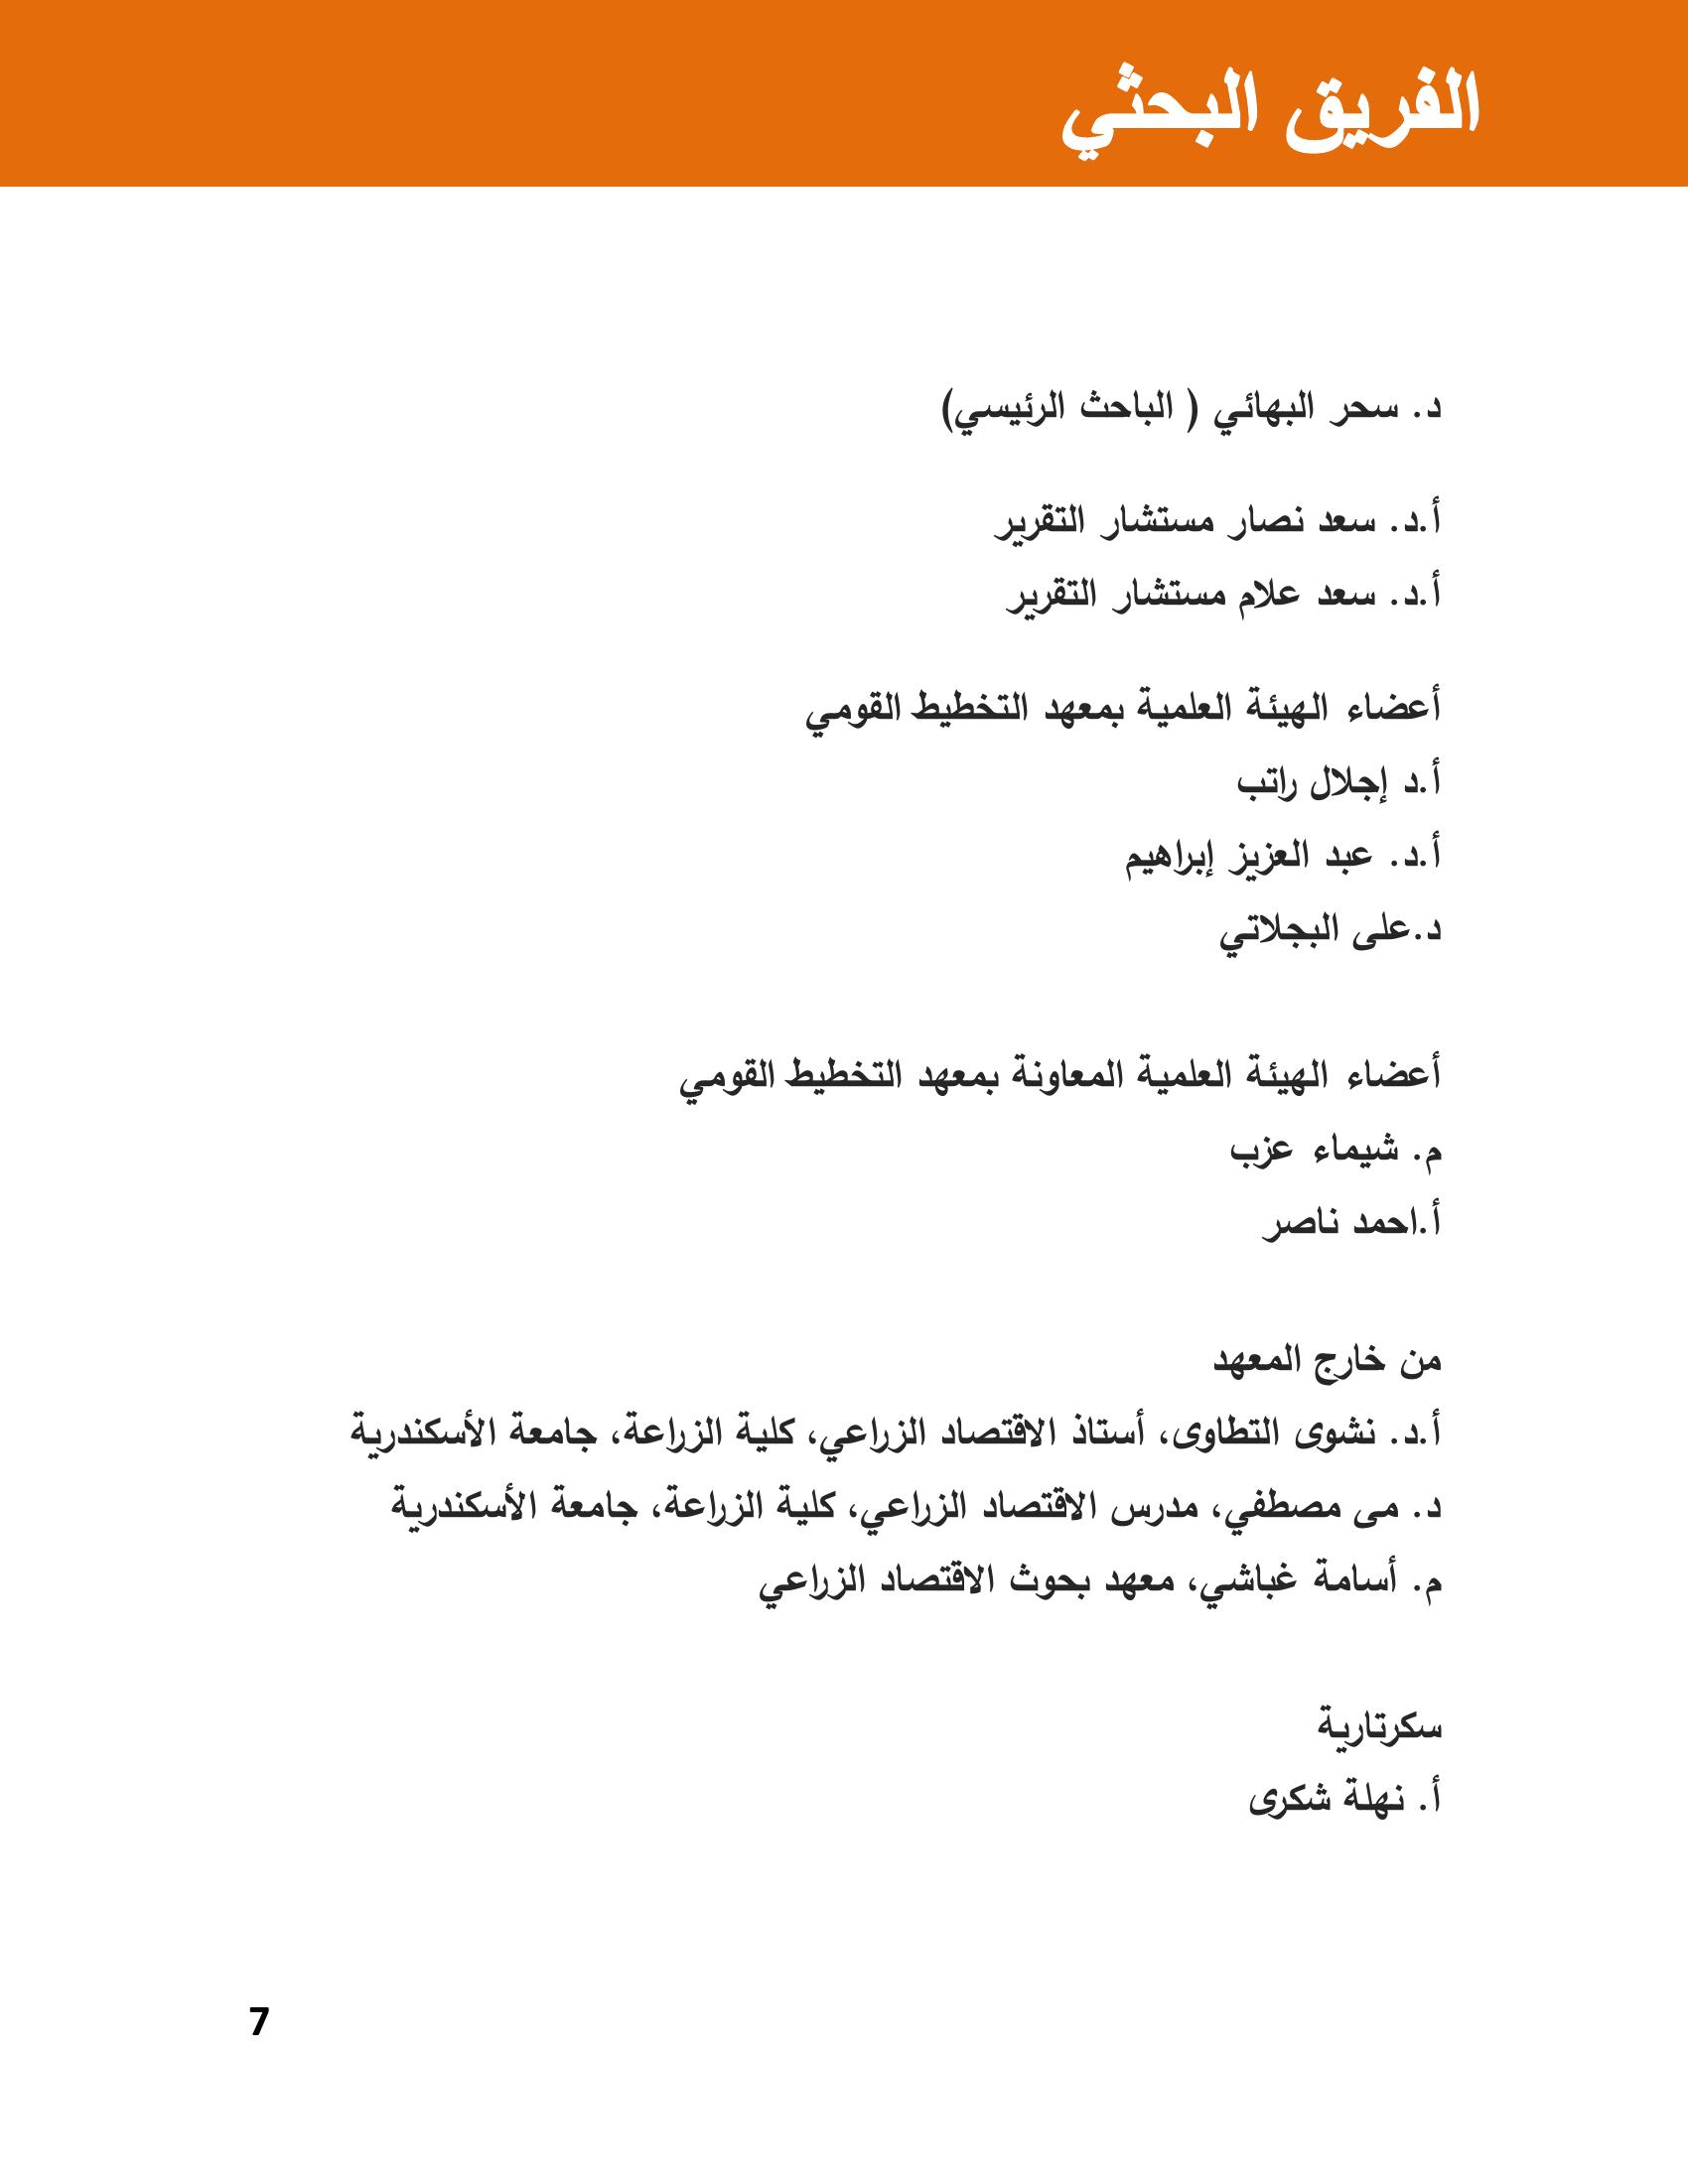 الفريق البحثي
د. سحر البهائي ( الباحث الرئيسي)
أ.د. سعد نصار مستشار التقرير
أ.د. سعد علام مستشار التقرير
أعضاء الهيئة العلمية بمعهد التخطيط القومي
أ.د إجلال راتب
أ.د. عبد العزيز إبراهيم
د.على البجلاتي
أعضاء الهيئة العلمية المعاونة بمعهد التخطيط القومي
م. شيماء عزب
أ.احمد ناصر
من خارج المعهد
أ.د. نشوى التطاوى، أستاذ الاقتصاد الزراعي، كلية الزراعة، جامعة الأسكندرية
د. مى مصطفي، مدرس الاقتصاد الزراعي، كلية الزراعة، جامعة الأسكندرية
م. أسامة غباشي، معهد بحوث الاقتصاد الزراعي
سكرتارية
أ. نهلة شكرى
7